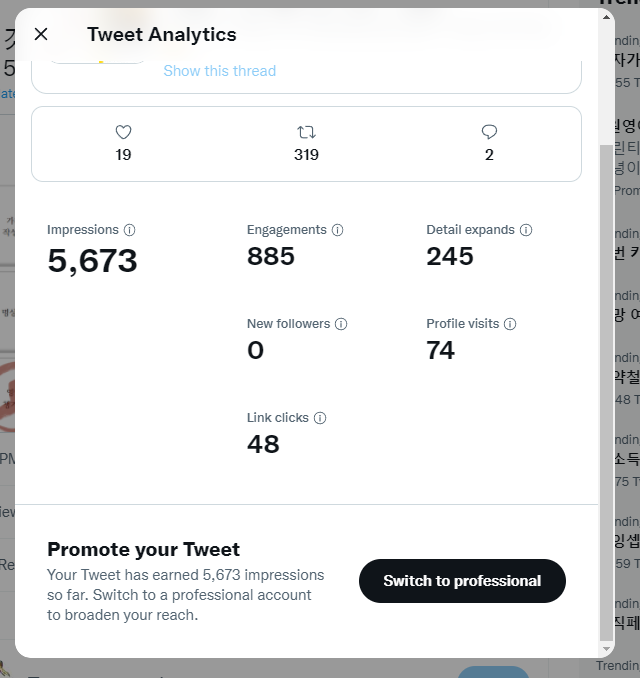 Tweet Analytics
Show this thread
19
319
2
Impressions
5,673
Engagements
885
Detail expands
245
New followers
0
Profile visits
74
Link clicks
48
Promote your Tweet
Your Tweet has earned 5,673 impressions
so far. Switch to a professional account
to broaden your reach.
Switch to professional